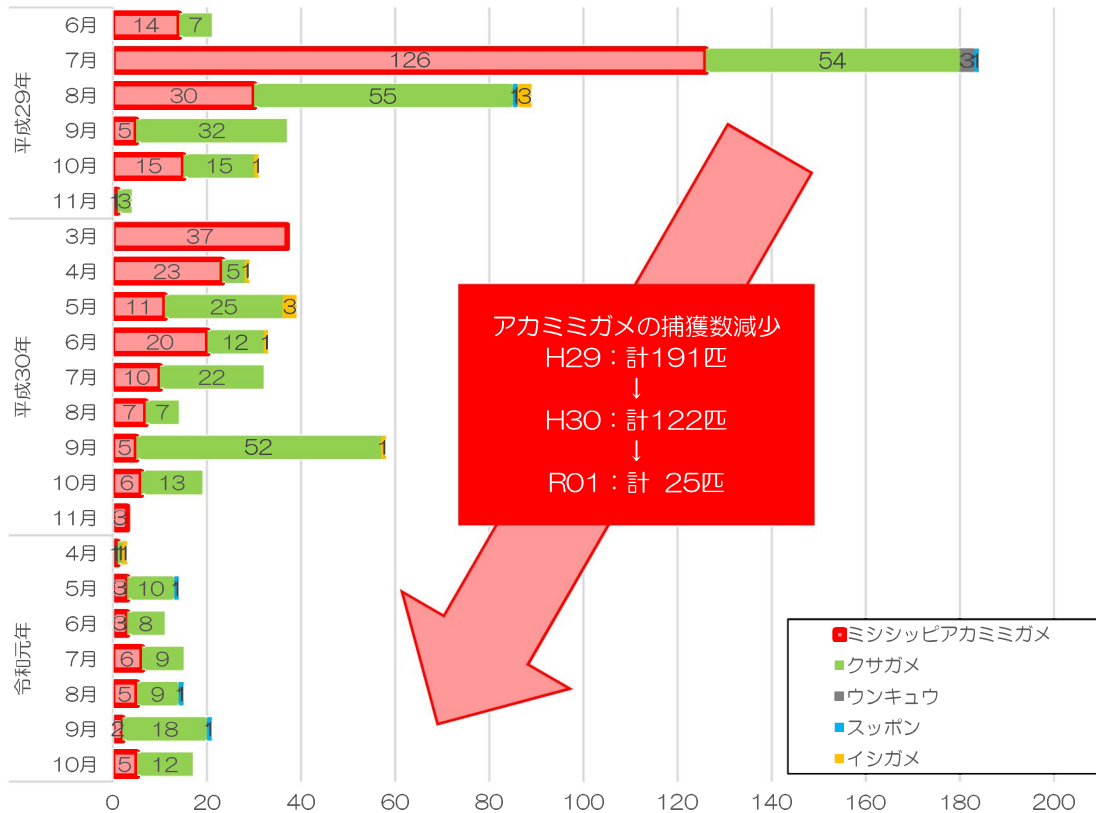 平成29年
6月 14 7
7月 126 54 3 1
8月 30 55 1 3
9月 5 32
10月 15 15 1
11月 1 3
平成30年
3月 37
4月 23 5 1
5月 11 25 3
6月 20 12 1
7月 10 22
8月 7 7
9月 5 52 1
10月 6 13
11月 3
令和元年
4月 1 1 1
5月 3 10 1
6月 3 8
7月 6 9
8月 5 9 1
9月 2 18 1
10月 5 12
0 20 40 60 80 100 120 140 160 180 200
アカミミガメの捕獲数減少
H29：計191匹
↓
H30：計122匹
↓
R01：計 25匹
ミシシッピアカミミガメ
クサガメ
ウンキュウ
スッポン
イシガメ